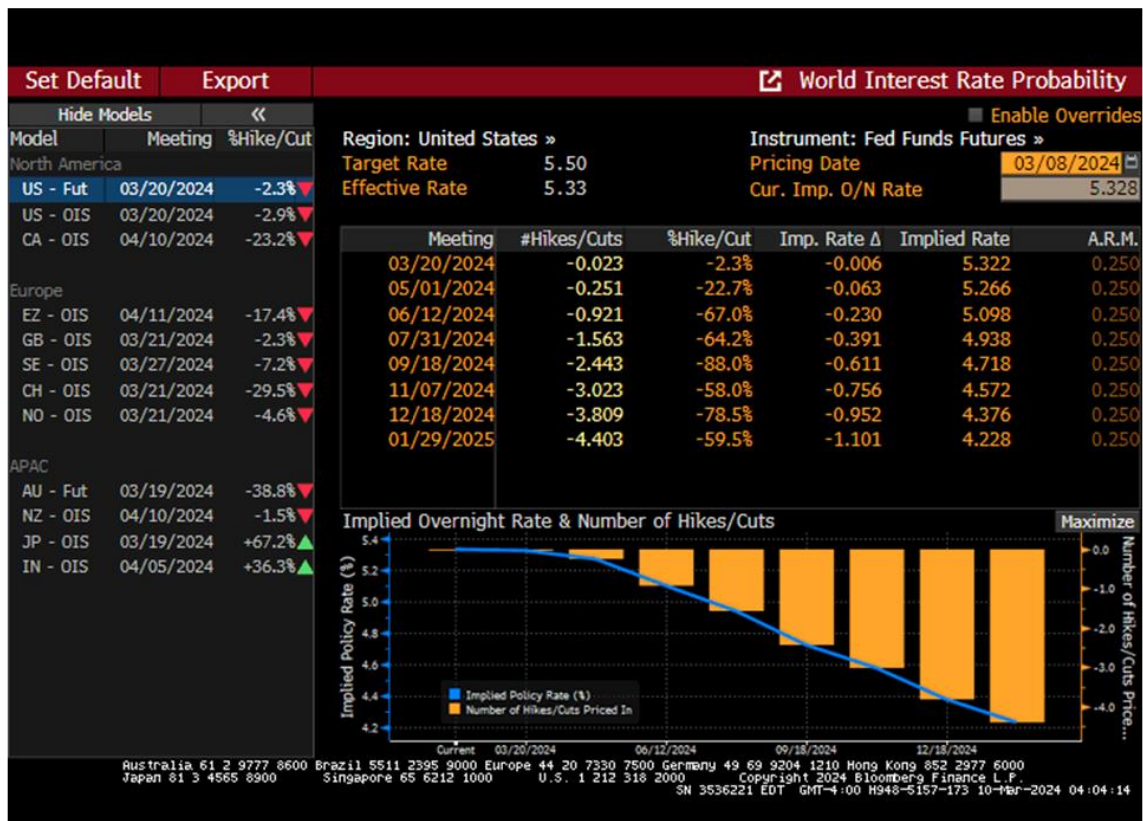 Set Default Export World Interest Rate Probability
Hide Models «
Enable Overrides
Model Meeting %Hike/Cut
Region: United States » Instrument: Fed Funds Futures »
North America
Target Rate 5.50 Pricing Date 03/08/2024
US - Fut 03/20/2024 -2.3%
Effective Rate 5.33 Cur. Imp. O/N Rate 5.328
US - OIS 03/20/2024 -2.9%
CA - OIS 04/10/2024 -23.2%
Europe
EZ - OIS 04/11/2024 -17.4%
GB - OIS 03/21/2024 -2.3%
SE - OIS 03/27/2024 -7.2%
CH - OIS 03/21/2024 -29.5%
NO - OIS 03/21/2024 -4.6%
APAC
AU - Fut 03/19/2024 -38.8%
NZ - OIS 04/10/2024 -1.5%
JP - OIS 03/19/2024 +67.2%
IN - OIS 04/05/2024 +36.3%
Meeting #Hikes/Cuts %Hike/Cut Imp. Rate Δ Implied Rate A.R.M.
03/20/2024 -0.023 -2.3% -0.006 5.322 0.250
05/01/2024 -0.251 -22.7% -0.063 5.266 0.250
06/12/2024 -0.921 -67.0% -0.230 5.098 0.250
07/31/2024 -1.563 -64.2% -0.391 4.938 0.250
09/18/2024 -2.443 -88.0% -0.611 4.718 0.250
11/07/2024 -3.023 -58.0% -0.756 4.572 0.250
12/18/2024 -3.809 -78.5% -0.952 4.376 0.250
01/29/2025 -4.403 -59.5% -1.101 4.228 0.250
Implied Overnight Rate & Number of Hikes/Cuts Maximize
Implied Policy Rate (%)
5.4
5.2
5.0
4.8
4.6
4.4
4.2
Implied Policy Rate (%)
Number of Hikes/Cuts Priced In
0.0
-1.0
-2.0
-3.0
-4.0
Number of Hikes/Cuts Price...
Current 03/20/2024 06/12/2024 09/18/2024 12/18/2024
Australia 61 2 9777 8600 Brazil 5511 2395 9000 Europe 44 20 7330 7500 Germany 49 69 9204 1210 Hong Kong 852 2977 6000
Japan 81 3 4565 8900 Singapore 65 6212 1000 U.S. 1 212 318 2000 Copyright 2024 Bloomberg Finance L.P.
SN 3536221 EDT GMT-4:00 H948-5157-173 10-Mar-2024 04:04:14